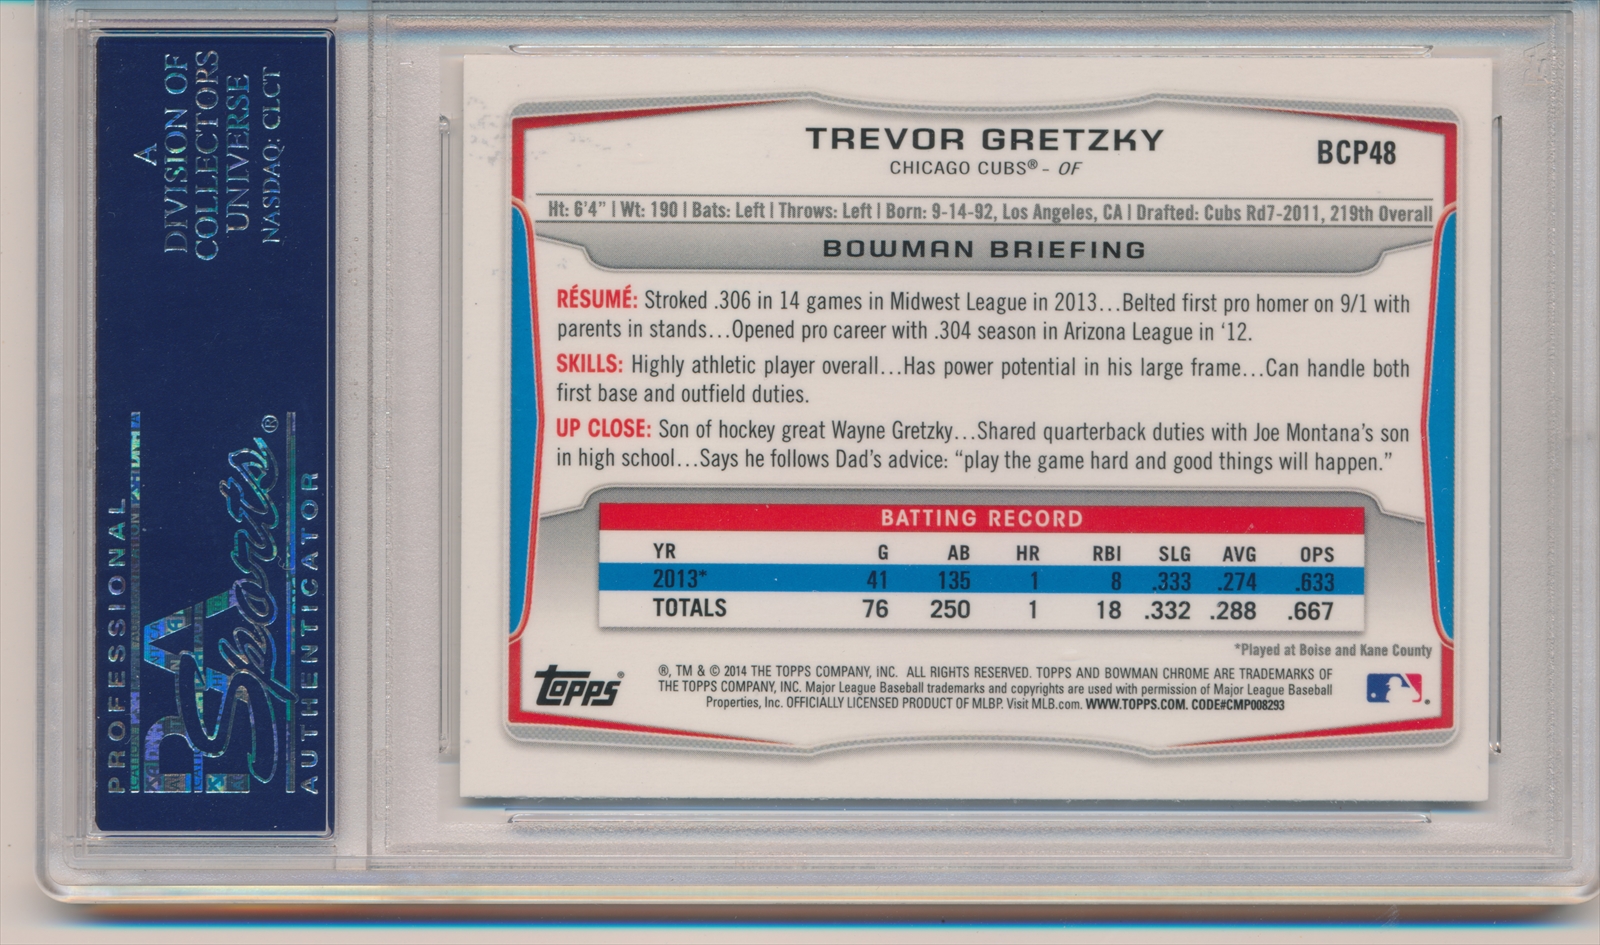 A
DIVISION OF
COLLECTORS
UNIVERSE
NASDAQ: CLCT
PROFESSIONAL
PSA
Sports®
AUTHENTICATOR
TREVOR GRETZKY
CHICAGO CUBS® - OF
BCP48
Ht: 6'4" | Wt: 190 | Bats: Left | Throws: Left | Born: 9-14-92, Los Angeles, CA | Drafted: Cubs Rd7-2011, 219th Overall
BOWMAN BRIEFING
RÉSUMÉ: Stroked .306 in 14 games in Midwest League in 2013...Belted first pro homer on 9/1 with
parents in stands...Opened pro career with .304 season in Arizona League in '12.
SKILLS: Highly athletic player overall...Has power potential in his large frame...Can handle both
first base and outfield duties.
UP CLOSE: Son of hockey great Wayne Gretzky...Shared quarterback duties with Joe Montana's son
in high school...Says he follows Dad's advice: "play the game hard and good things will happen."
BATTING RECORD
YR G AB HR RBI SLG AVG OPS
2013* 41 135 1 8 .333 .274 .633
TOTALS 76 250 1 18 .332 .288 .667
*Played at Boise and Kane County
Topps®
®, TM & © 2014 THE TOPPS COMPANY, INC. ALL RIGHTS RESERVED. TOPPS AND BOWMAN CHROME ARE TRADEMARKS OF
THE TOPPS COMPANY, INC. Major League Baseball trademarks and copyrights are used with permission of Major League Baseball
Properties, Inc. OFFICIALLY LICENSED PRODUCT OF MLBP. Visit MLB.com. WWW.TOPPS.COM. CODE#CMP008293